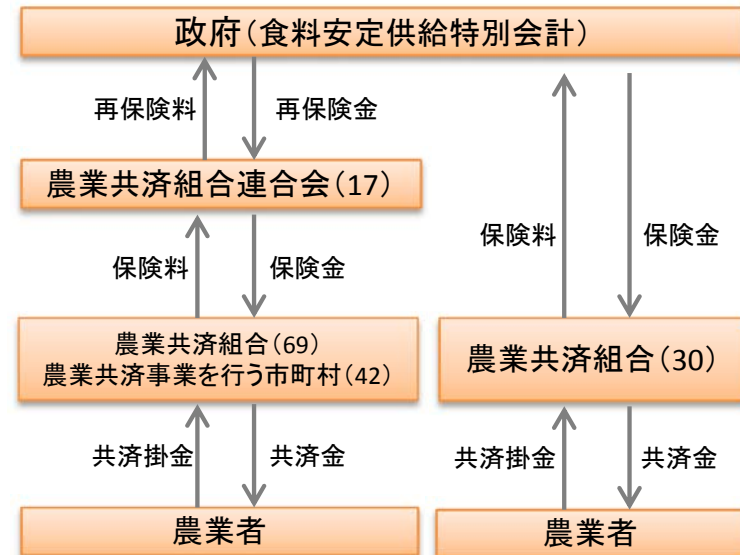 政府(食料安定供給特別会計)
再保険料
再保険金
農業共済組合連合会(17)
保険料
保険金
保険料
保険金
農業共済組合(69)
農業共済事業を行う市町村(42)
農業共済組合(30)
共済掛金
共済金
共済掛金
共済金
農業者
農業者